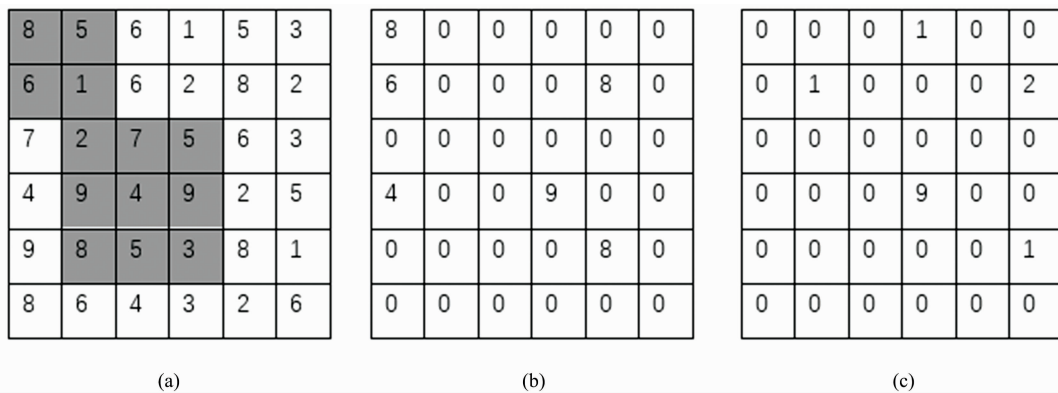 8 5 6 1 5 3 8 0 0 0 0 0 0 0 0 1 0 0
6 1 6 2 8 2 6 0 0 0 8 0 0 1 0 0 0 2
7 2 7 5 6 3 0 0 0 0 0 0 0 0 0 0 0 0
4 9 4 9 2 5 4 0 0 9 0 0 0 0 0 9 0 0
9 8 5 3 8 1 0 0 0 0 8 0 0 0 0 0 0 1
8 6 4 3 2 6 0 0 0 0 0 0 0 0 0 0 0 0
(a) (b) (c)